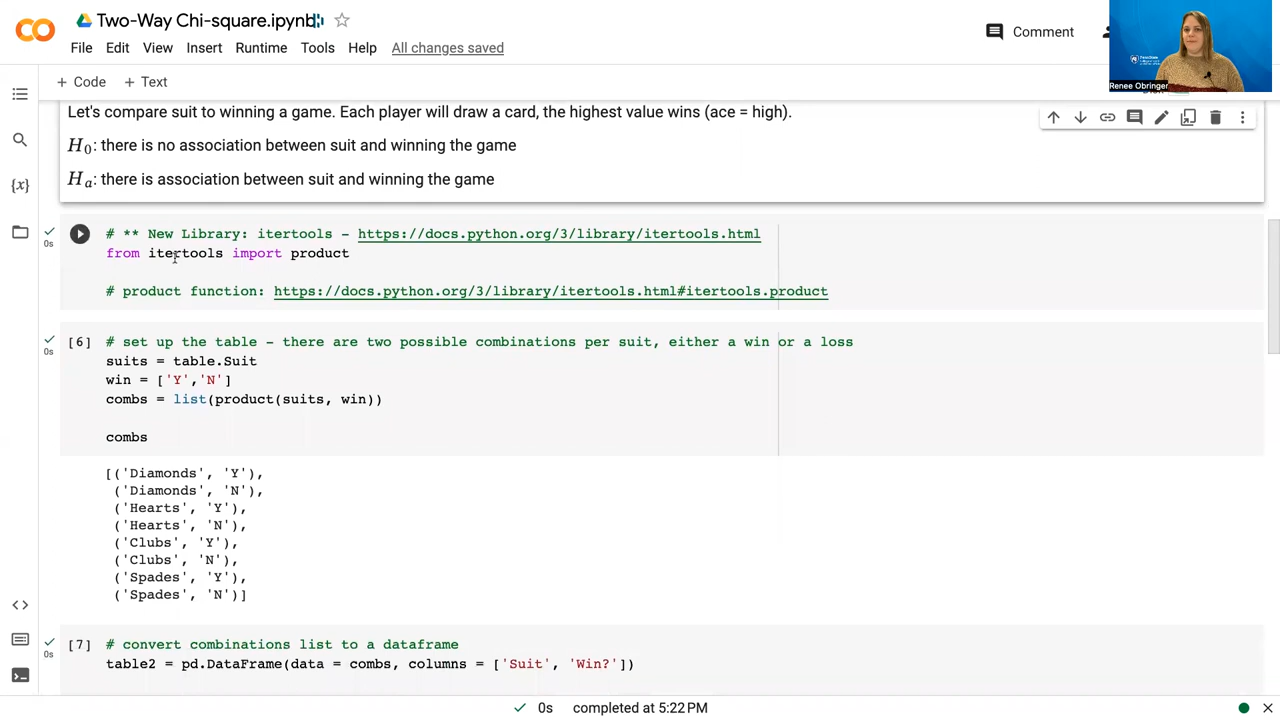 Two-Way Chi-square.ipynb
File Edit View Insert Runtime Tools Help All changes saved
Comment
Renee Obringer
+ Code + Text
Let's compare suit to winning a game. Each player will draw a card, the highest value wins (ace = high).
H0: there is no association between suit and winning the game
Ha: there is association between suit and winning the game
0s
# ** New Library: itertools - https://docs.python.org/3/library/itertools.html
from itertools import product
# product function: https://docs.python.org/3/library/itertools.html#itertools.product
[6] # set up the table - there are two possible combinations per suit, either a win or a loss
0s
suits = table.Suit
win = ['Y','N']
combs = list(product(suits, win))
combs
[('Diamonds', 'Y'),
('Diamonds', 'N'),
('Hearts', 'Y'),
('Hearts', 'N'),
('Clubs', 'Y'),
('Clubs', 'N'),
('Spades', 'Y'),
('Spades', 'N')]
[7] # convert combinations list to a dataframe
0s
table2 = pd.DataFrame(data = combs, columns = ['Suit', 'Win?'])
0s completed at 5:22 PM